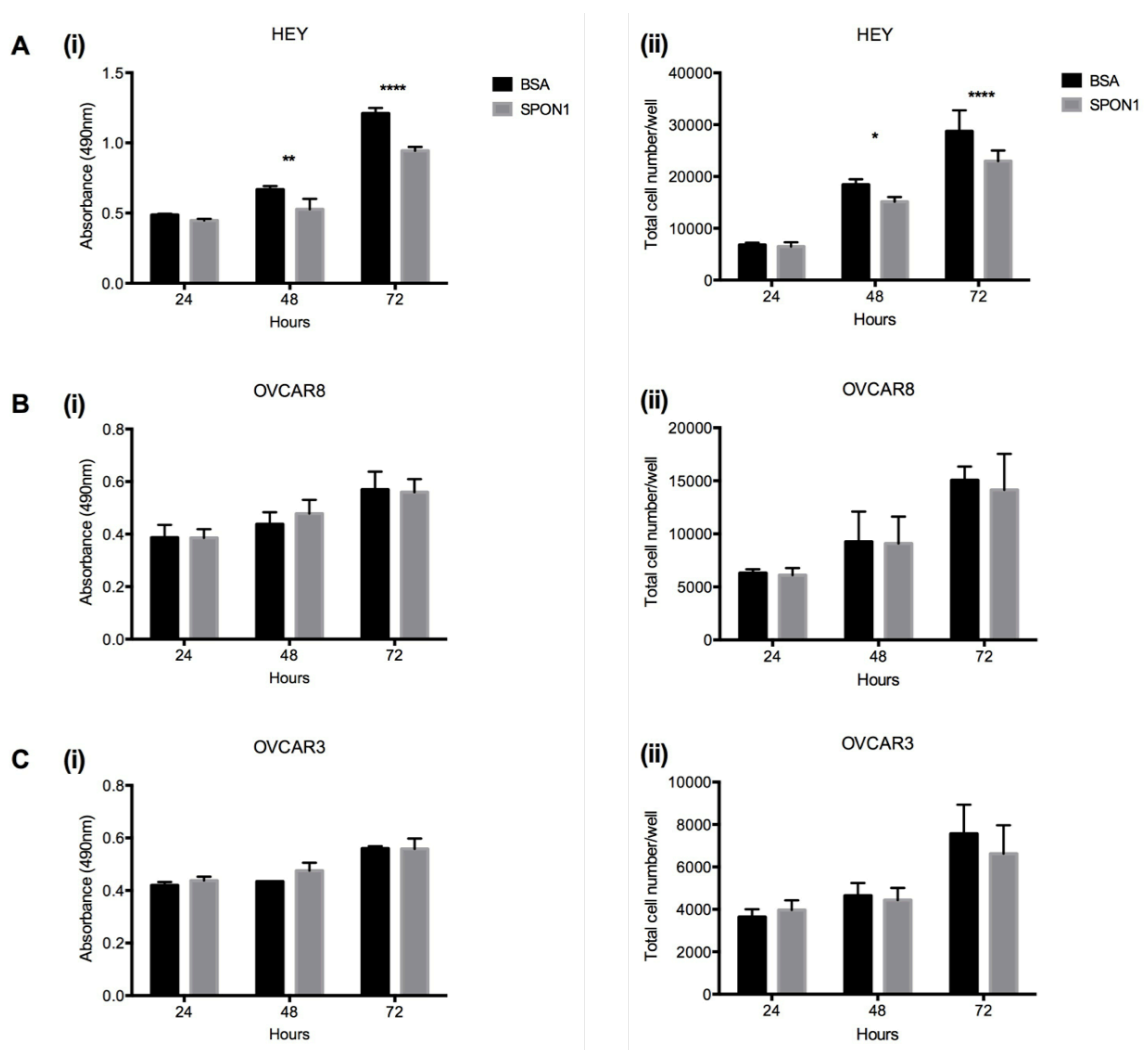 A (i) HEY
BSA
SPON1
Absorbance (490nm)
1.5
1.0
0.5
0.0
**
****
24 48 72
Hours
(ii) HEY
BSA
SPON1
Total cell number/well
40000
30000
20000
10000
0
*
****
24 48 72
Hours
B (i) OVCAR8
Absorbance (490nm)
0.8
0.6
0.4
0.2
0.0
24 48 72
Hours
(ii) OVCAR8
Total cell number/well
20000
15000
10000
5000
0
24 48 72
Hours
C (i) OVCAR3
Absorbance (490nm)
0.8
0.6
0.4
0.2
0.0
24 48 72
Hours
(ii) OVCAR3
Total cell number/well
10000
8000
6000
4000
2000
0
24 48 72
Hours